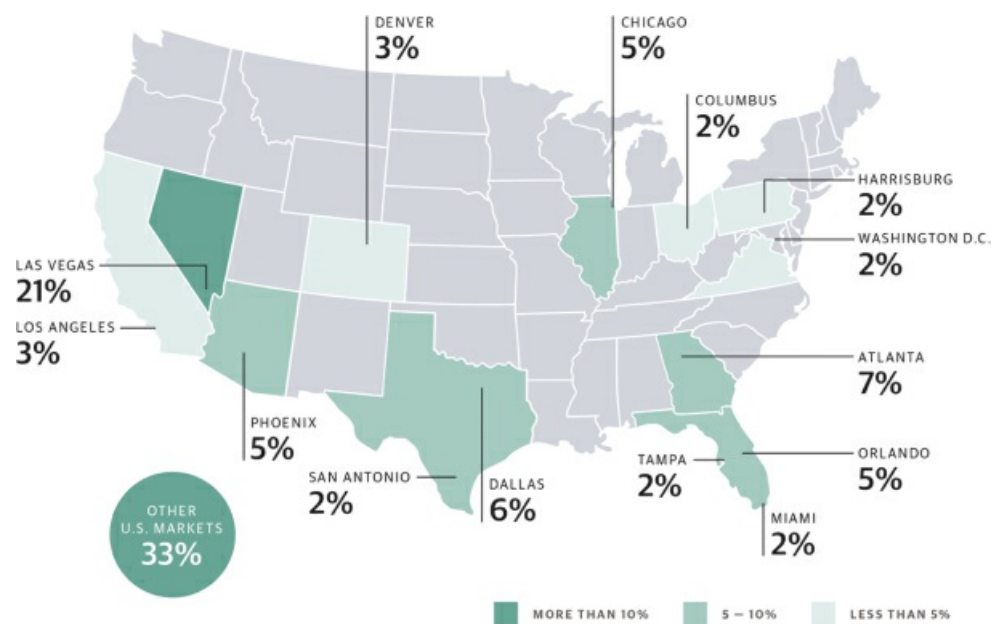 DENVER
3%
CHICAGO
5%
COLUMBUS
2%
HARRISBURG
2%
WASHINGTON D.C.
2%
LAS VEGAS
21%
LOS ANGELES
3%
ATLANTA
7%
PHOENIX
5%
SAN ANTONIO
2%
DALLAS
6%
TAMPA
2%
ORLANDO
5%
MIAMI
2%
OTHER
U.S. MARKETS
33%
MORE THAN 10%
5 – 10%
LESS THAN 5%